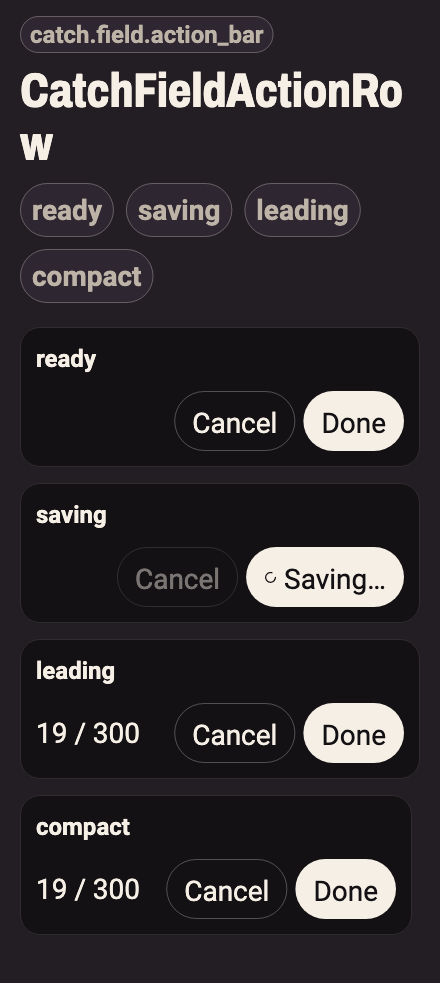 catch.field.action_bar
CatchFieldActionRo
w
ready saving leading
compact
ready
Cancel Done
saving
Cancel Saving...
leading
19 / 300 Cancel Done
compact
19 / 300 Cancel Done